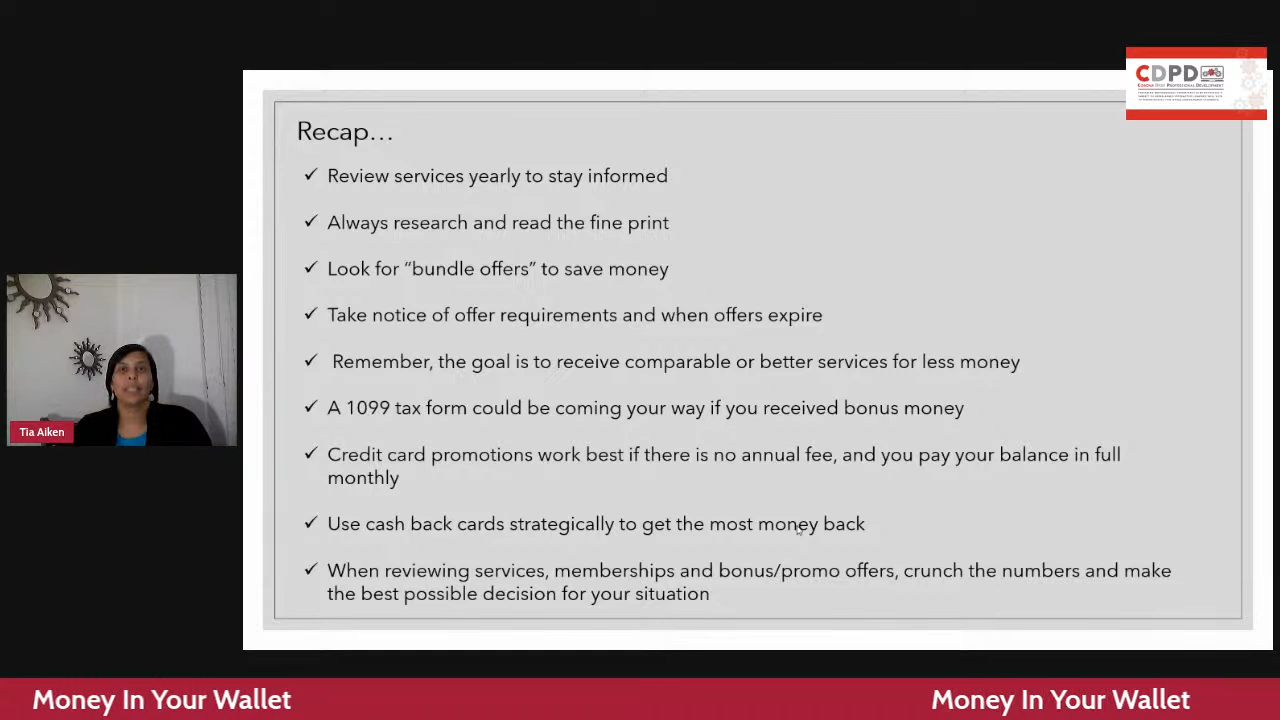 CDPD
CORONA DAZE PROFESSIONAL DEVELOPMENT
Recap…
✓ Review services yearly to stay informed
✓ Always research and read the fine print
✓ Look for “bundle offers” to save money
✓ Take notice of offer requirements and when offers expire
✓ Remember, the goal is to receive comparable or better services for less money
✓ A 1099 tax form could be coming your way if you received bonus money
✓ Credit card promotions work best if there is no annual fee, and you pay your balance in full
monthly
✓ Use cash back cards strategically to get the most money back
✓ When reviewing services, memberships and bonus/promo offers, crunch the numbers and make
the best possible decision for your situation
Tia Aiken
Money In Your Wallet
Money In Your Wallet